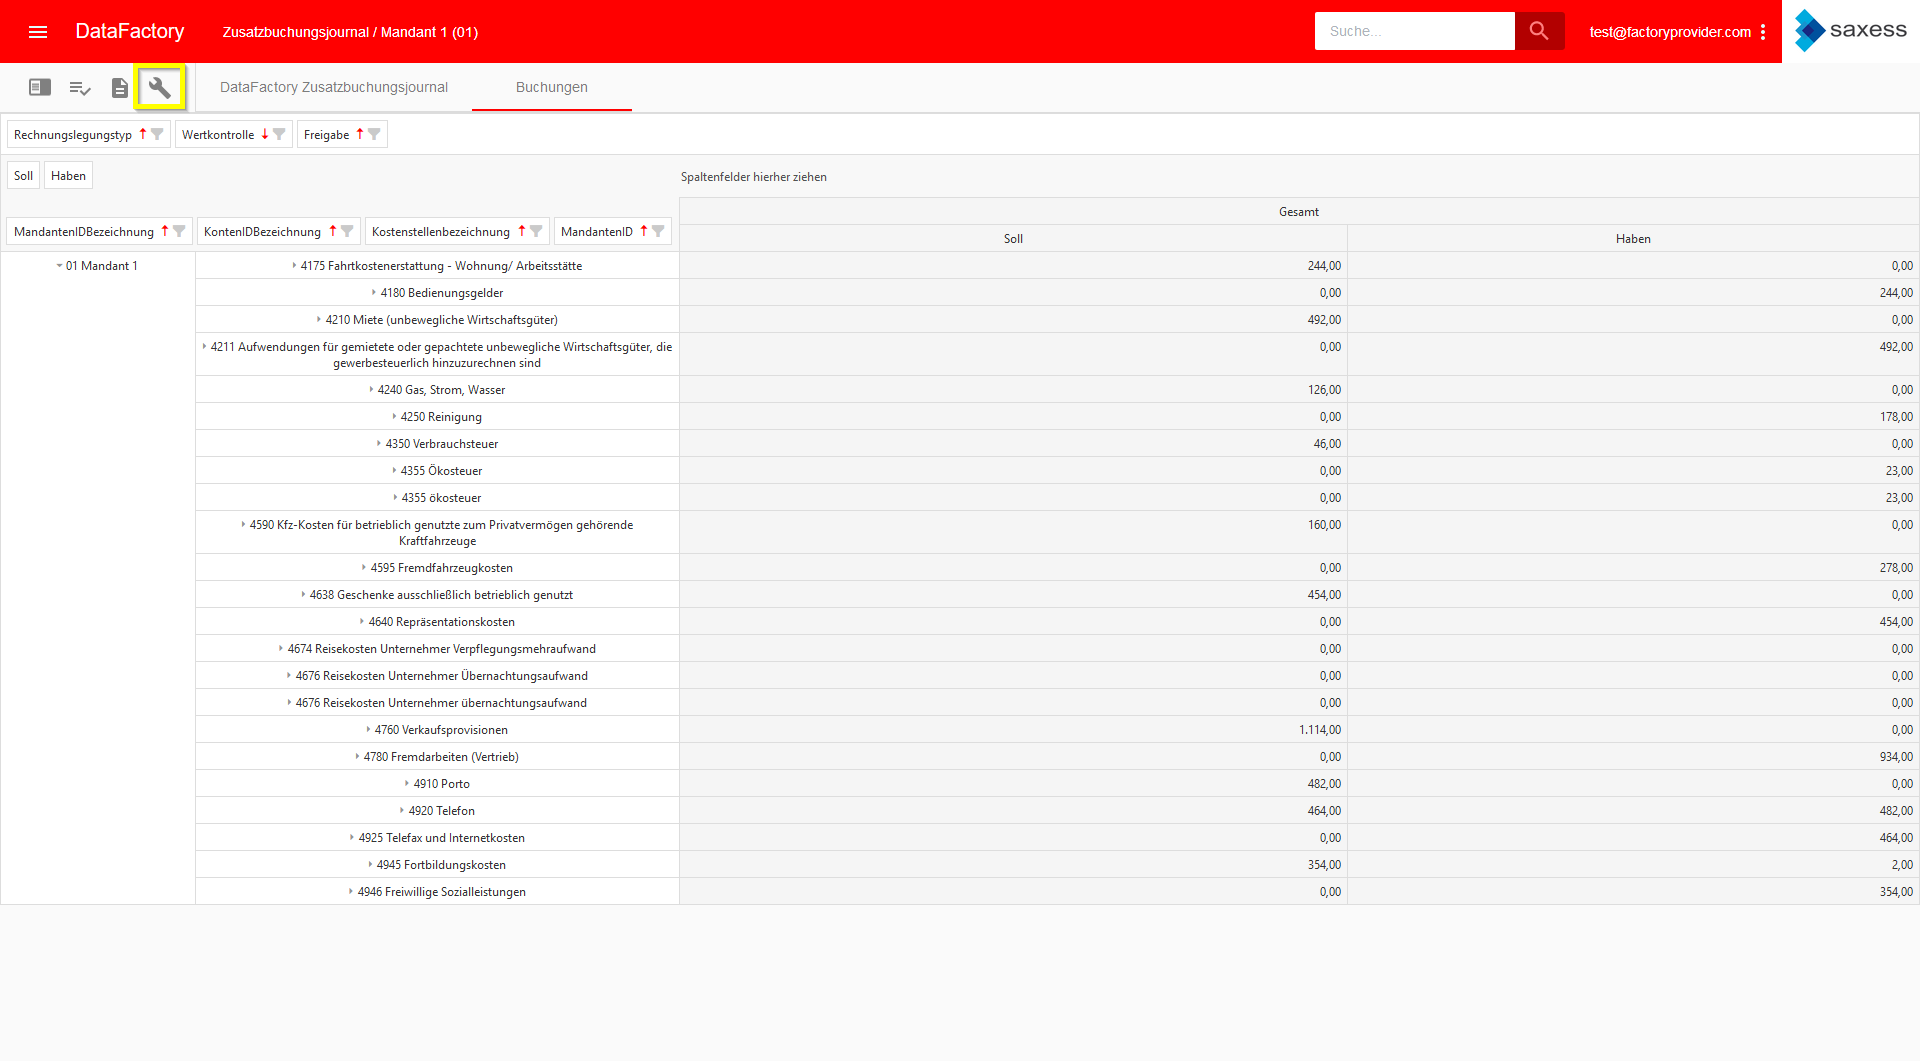 DataFactory
Zusatzbuchungsjournal / Mandant 1 (01)
Suche...
test@factoryprovider.com
saxess
DataFactory Zusatzbuchungsjournal
Buchungen
Rechnungslegungstyp
Wertkontrolle
Freigabe
Soll
Haben
Spaltenfelder hierher ziehen
Gesamt
MandantenIDBezeichnung
KontenIDBezeichnung
Kostenstellenbezeichnung
MandantenID
Soll
Haben
01 Mandant 1
4175 Fahrtkostenerstattung - Wohnung/ Arbeitsstätte 244,00 0,00
4180 Bedienungsgelder 0,00 244,00
4210 Miete (unbewegliche Wirtschaftsgüter) 492,00 0,00
4211 Aufwendungen für gemietete oder gepachtete unbewegliche Wirtschaftsgüter, die 0,00 492,00
gewerbesteuerlich hinzuzurechnen sind
4240 Gas, Strom, Wasser 126,00 0,00
4250 Reinigung 0,00 178,00
4350 Verbrauchsteuer 46,00 0,00
4355 Ökosteuer 0,00 23,00
4355 ökosteuer 0,00 23,00
4590 Kfz-Kosten für betrieblich genutzte zum Privatvermögen gehörende 160,00 0,00
Kraftfahrzeuge
4595 Fremdfahrzeugkosten 0,00 278,00
4638 Geschenke ausschließlich betrieblich genutzt 454,00 0,00
4640 Repräsentationskosten 0,00 454,00
4674 Reisekosten Unternehmer Verpflegungsmehraufwand 0,00 0,00
4676 Reisekosten Unternehmer Übernachtungsaufwand 0,00 0,00
4676 Reisekosten Unternehmer übernachtungsaufwand 0,00 0,00
4760 Verkaufsprovisionen 1.114,00 0,00
4780 Fremdarbeiten (Vertrieb) 0,00 934,00
4910 Porto 482,00 0,00
4920 Telefon 464,00 482,00
4925 Telefax und Internetkosten 0,00 464,00
4945 Fortbildungskosten 354,00 2,00
4946 Freiwillige Sozialleistungen 0,00 354,00